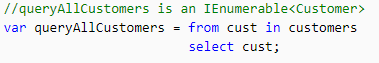 //queryAllCustomers is an IEnumerable<Customer>
var queryAllCustomers = from cust in customers
select cust;